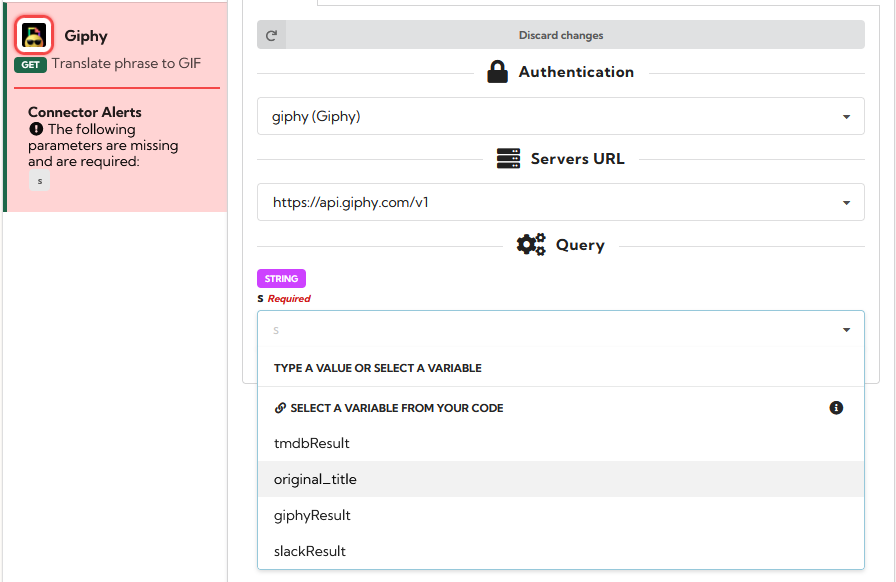 Giphy
GET Translate phrase to GIF
Connector Alerts
The following
parameters are missing
and are required:
s
Discard changes
Authentication
giphy (Giphy)
Servers URL
https://api.giphy.com/v1
Query
STRING
s Required
s
TYPE A VALUE OR SELECT A VARIABLE
SELECT A VARIABLE FROM YOUR CODE
tmdbResult
original_title
giphyResult
slackResult